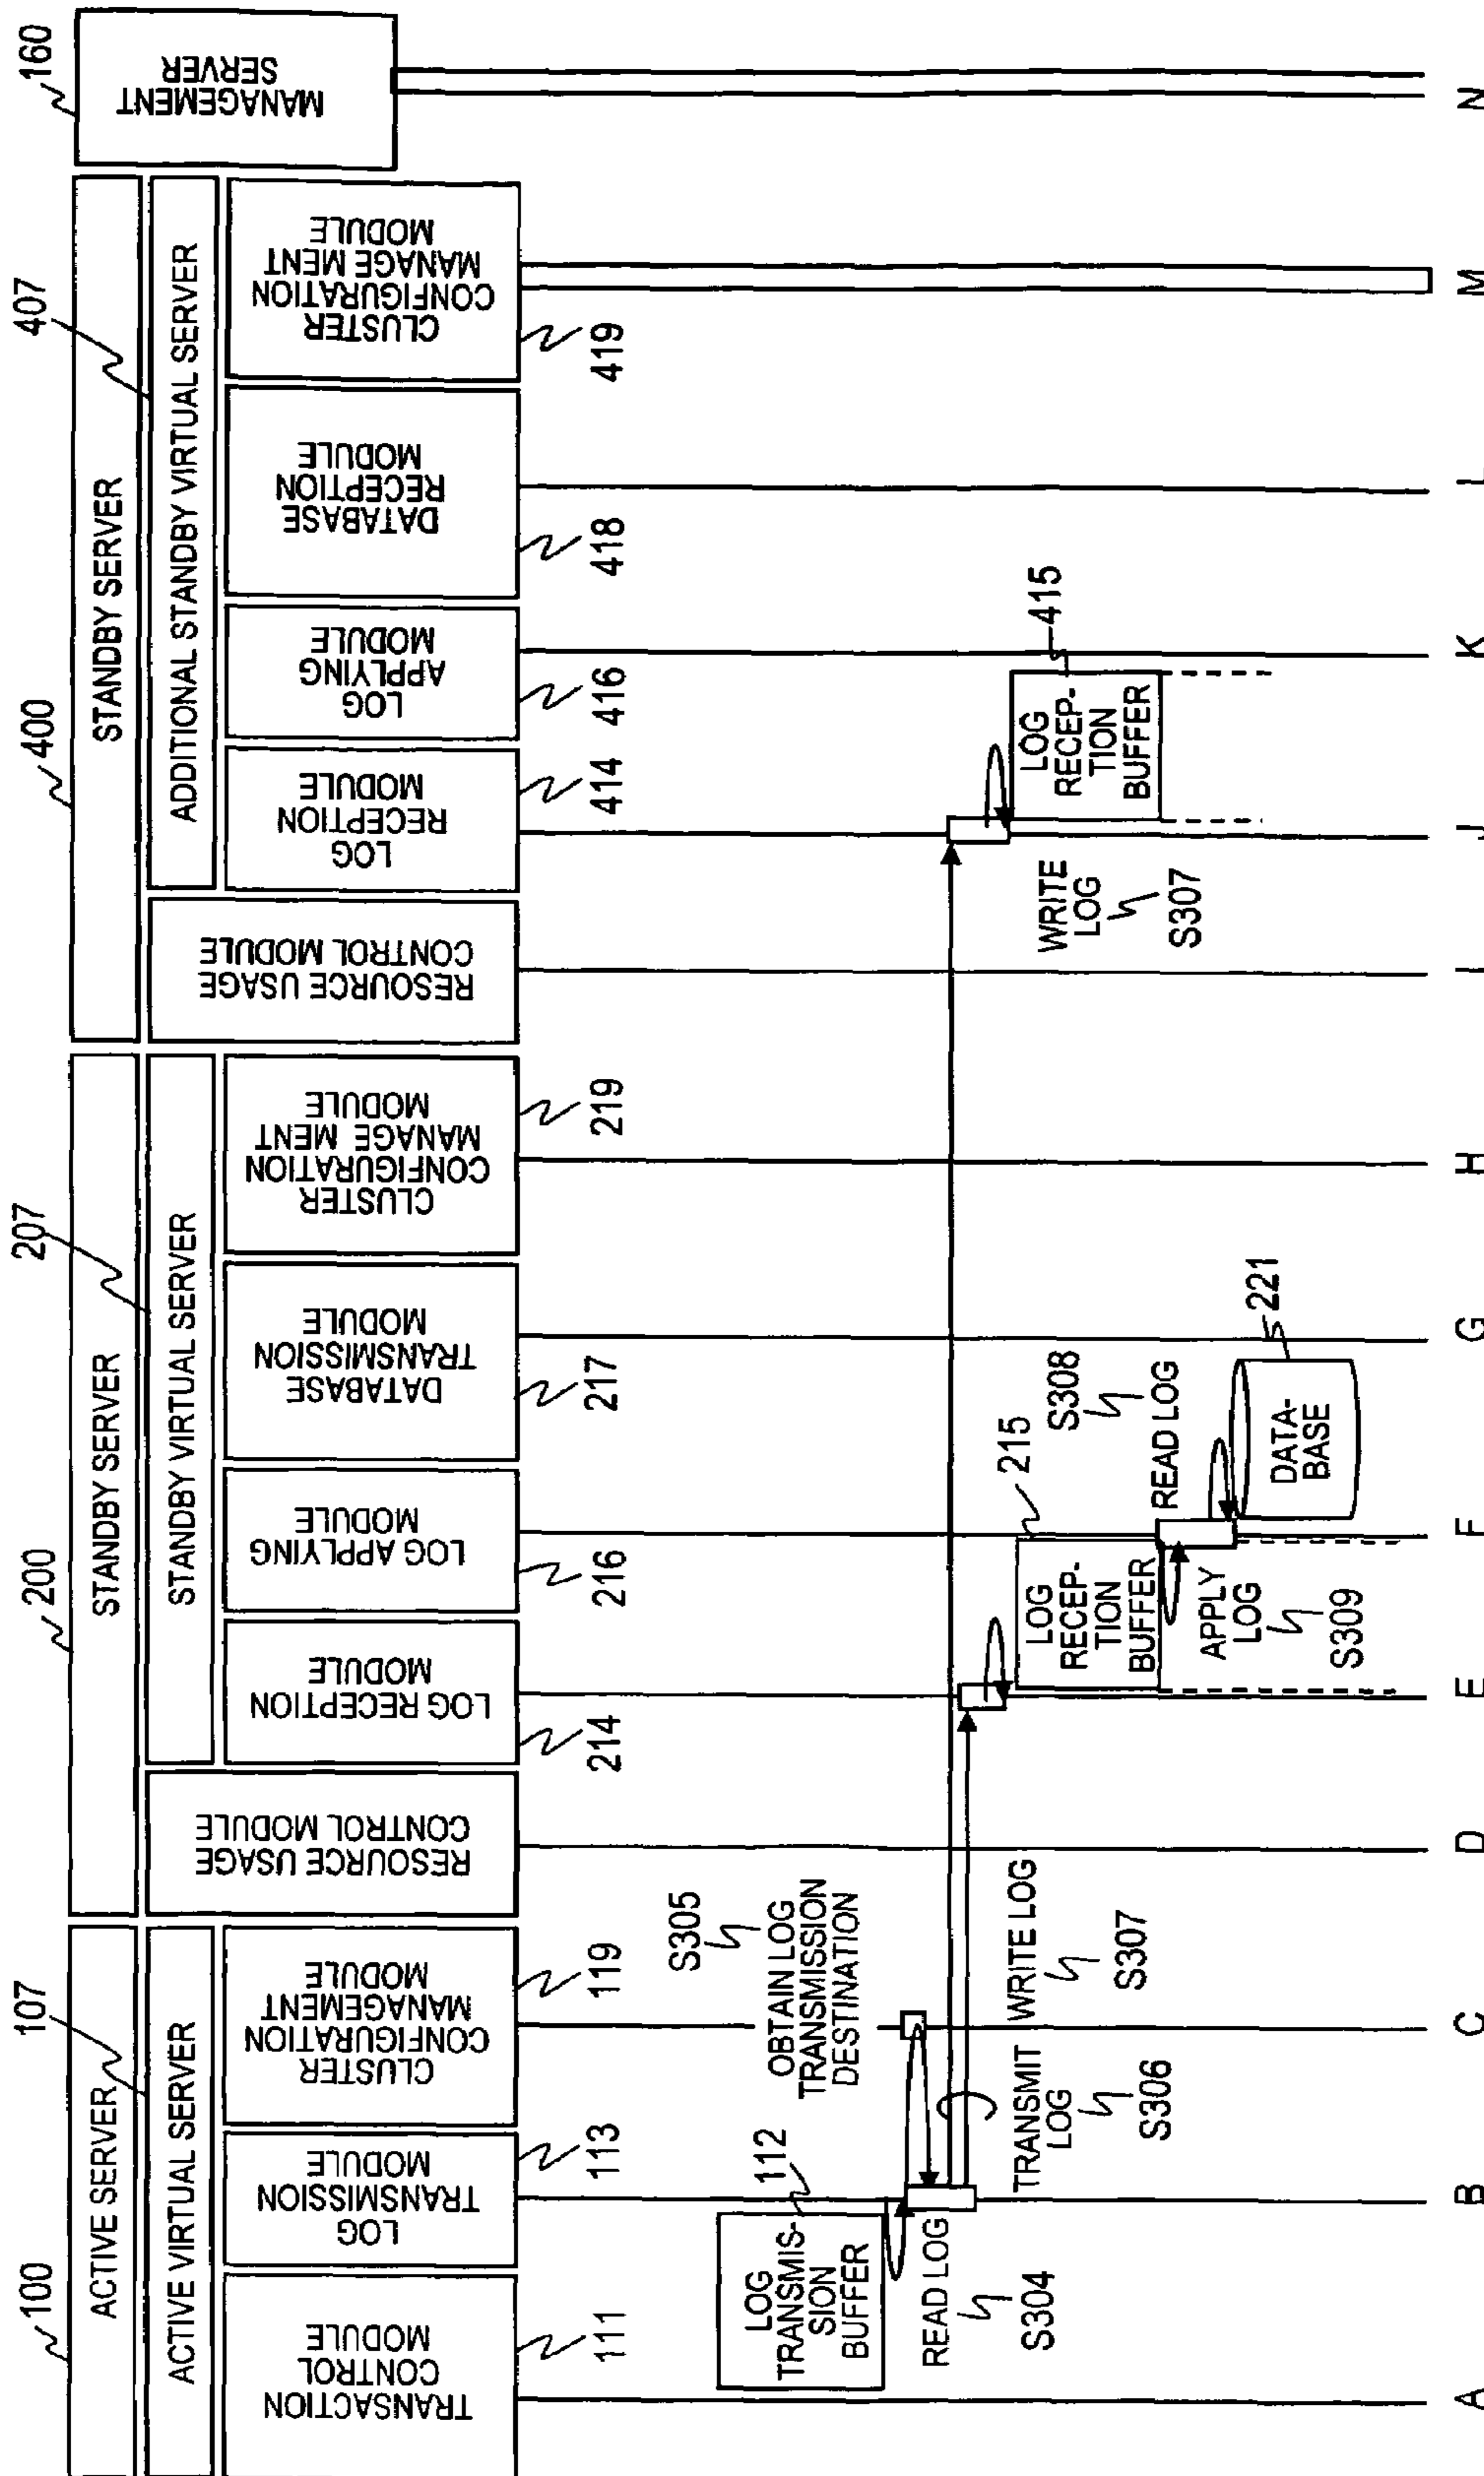 100
ACTIVE SERVER
107
ACTIVE VIRTUAL SERVER
TRANSACTION
CONTROL
MODULE
111
LOG
TRANSMISSION
MODULE
113
CLUSTER
CONFIGURATION
MANAGEMENT
MODULE
119
200
STANDBY SERVER
207
STANDBY VIRTUAL SERVER
RESOURCE USAGE
CONTROL MODULE
LOG RECEPTION
MODULE
214
LOG APPLYING
MODULE
216
DATABASE
TRANSMISSION
MODULE
217
CLUSTER
CONFIGURATION
MANAGE MENT
MODULE
219
400
STANDBY SERVER
407
ADDITIONAL STANDBY VIRTUAL SERVER
RESOURCE USAGE
CONTROL MODULE
LOG
RECEPTION
MODULE
414
LOG
APPLYING
MODULE
416
DATABASE
RECEPTION
MODULE
418
CLUSTER
CONFIGURATION
MANAGE MENT
MODULE
419
160
MANAGEMENT
SERVER
LOG
TRANSMIS-
SION
BUFFER
112
READ LOG
S304
S305
OBTAIN LOG
TRANSMISSION
DESTINATION
TRANSMIT
LOG
S306
WRITE LOG
S307
LOG
RECEP-
TION
BUFFER
215
S308
READ LOG
APPLY
LOG
S309
DATA-
BASE
221
WRITE
LOG
S307
LOG
RECEP-
TION
BUFFER
415
A
B
C
D
E
F
G
H
I
J
K
L
M
N